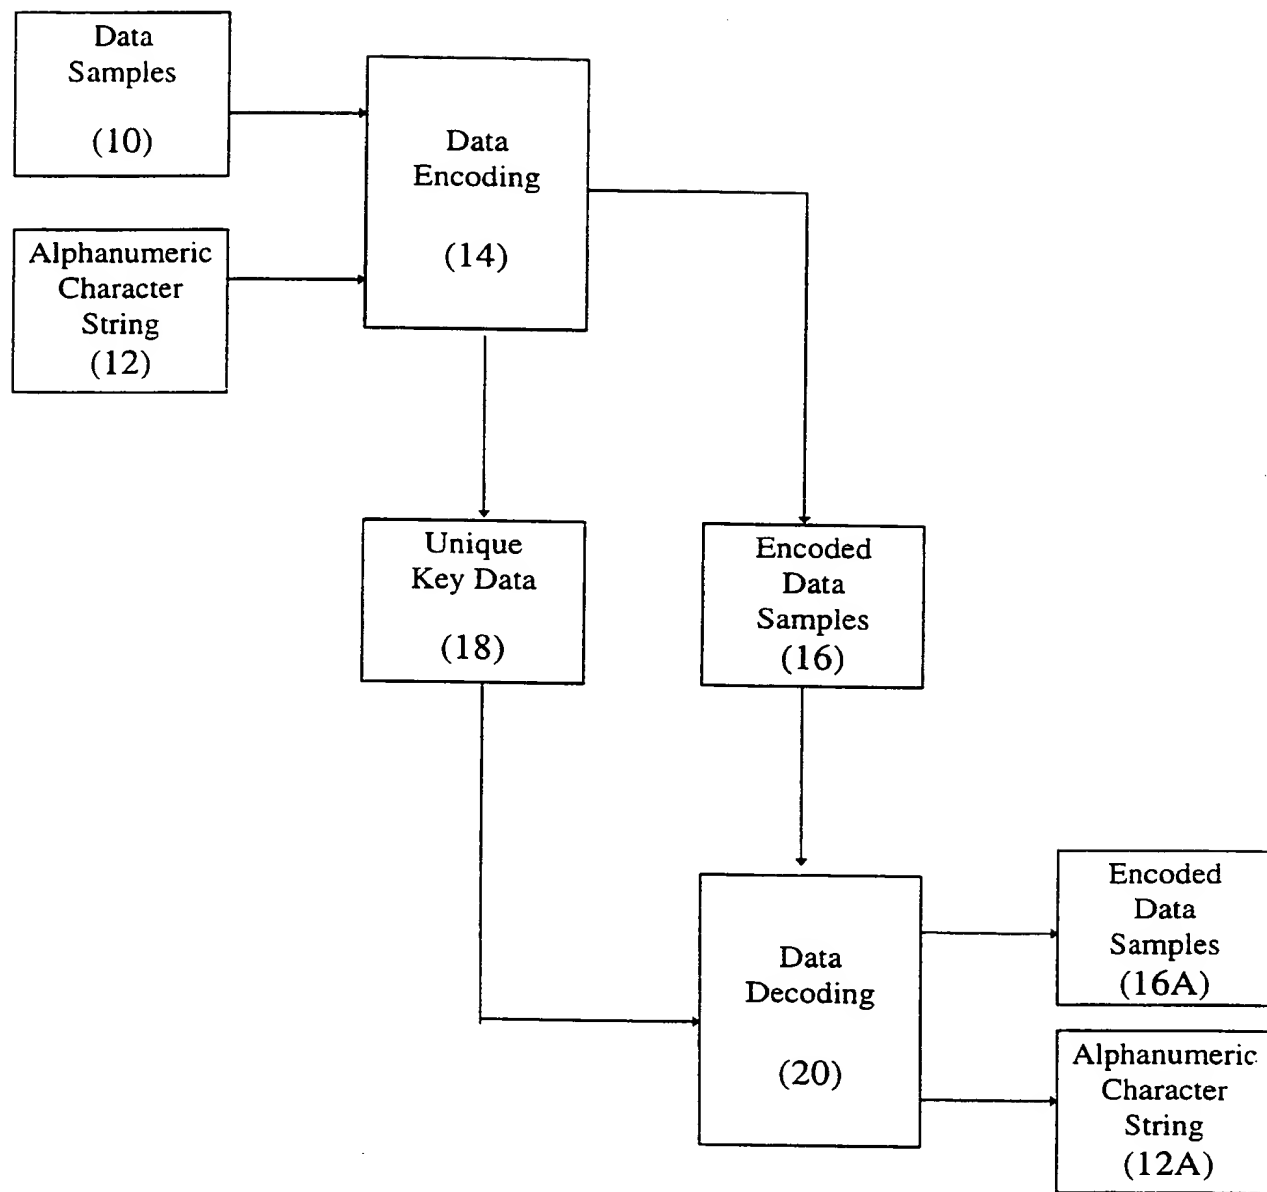 Data
Samples
(10)
Alphanumeric
Character
String
(12)
Data
Encoding
(14)
Unique
Key Data
(18)
Encoded
Data
Samples
(16)
Data
Decoding
(20)
Encoded
Data
Samples
(16A)
Alphanumeric
Character
String
(12A)